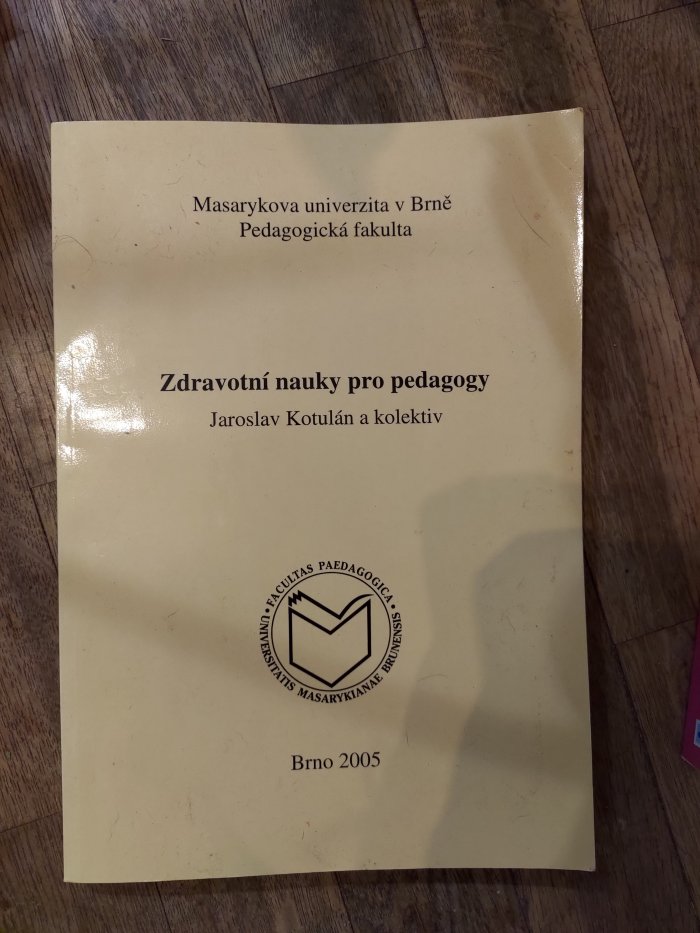 Masarykova univerzita v Brně
Pedagogická fakulta
Zdravotní nauky pro pedagogy
Jaroslav Kotulán a kolektiv
• FACULTAS PAEDAGOGICA •
UNIVERSITATIS MASARYKIANAE BRUNENSIS
Brno 2005